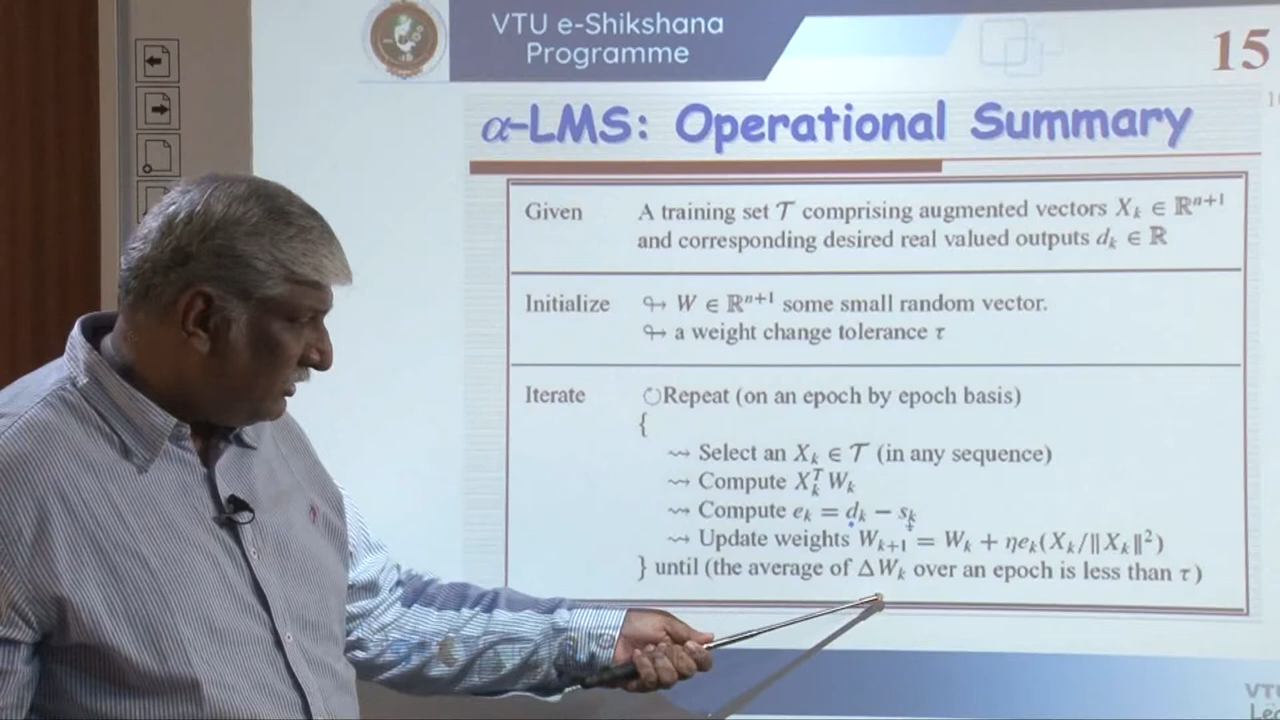 VTU e-Shikshana
Programme
15
α-LMS: Operational Summary
Given A training set 𝒯 comprising augmented vectors Xₖ ∈ ℝⁿ⁺¹
and corresponding desired real valued outputs dₖ ∈ ℝ
Initialize ↬ W ∈ ℝⁿ⁺¹ some small random vector.
↬ a weight change tolerance τ
Iterate ↻Repeat (on an epoch by epoch basis)
{
⇝ Select an Xₖ ∈ 𝒯 (in any sequence)
⇝ Compute Xₖᵀ Wₖ
⇝ Compute eₖ = dₖ − sₖ
⇝ Update weights Wₖ₊₁ = Wₖ + ηeₖ(Xₖ/‖Xₖ‖²)
} until (the average of ΔWₖ over an epoch is less than τ)
VTU